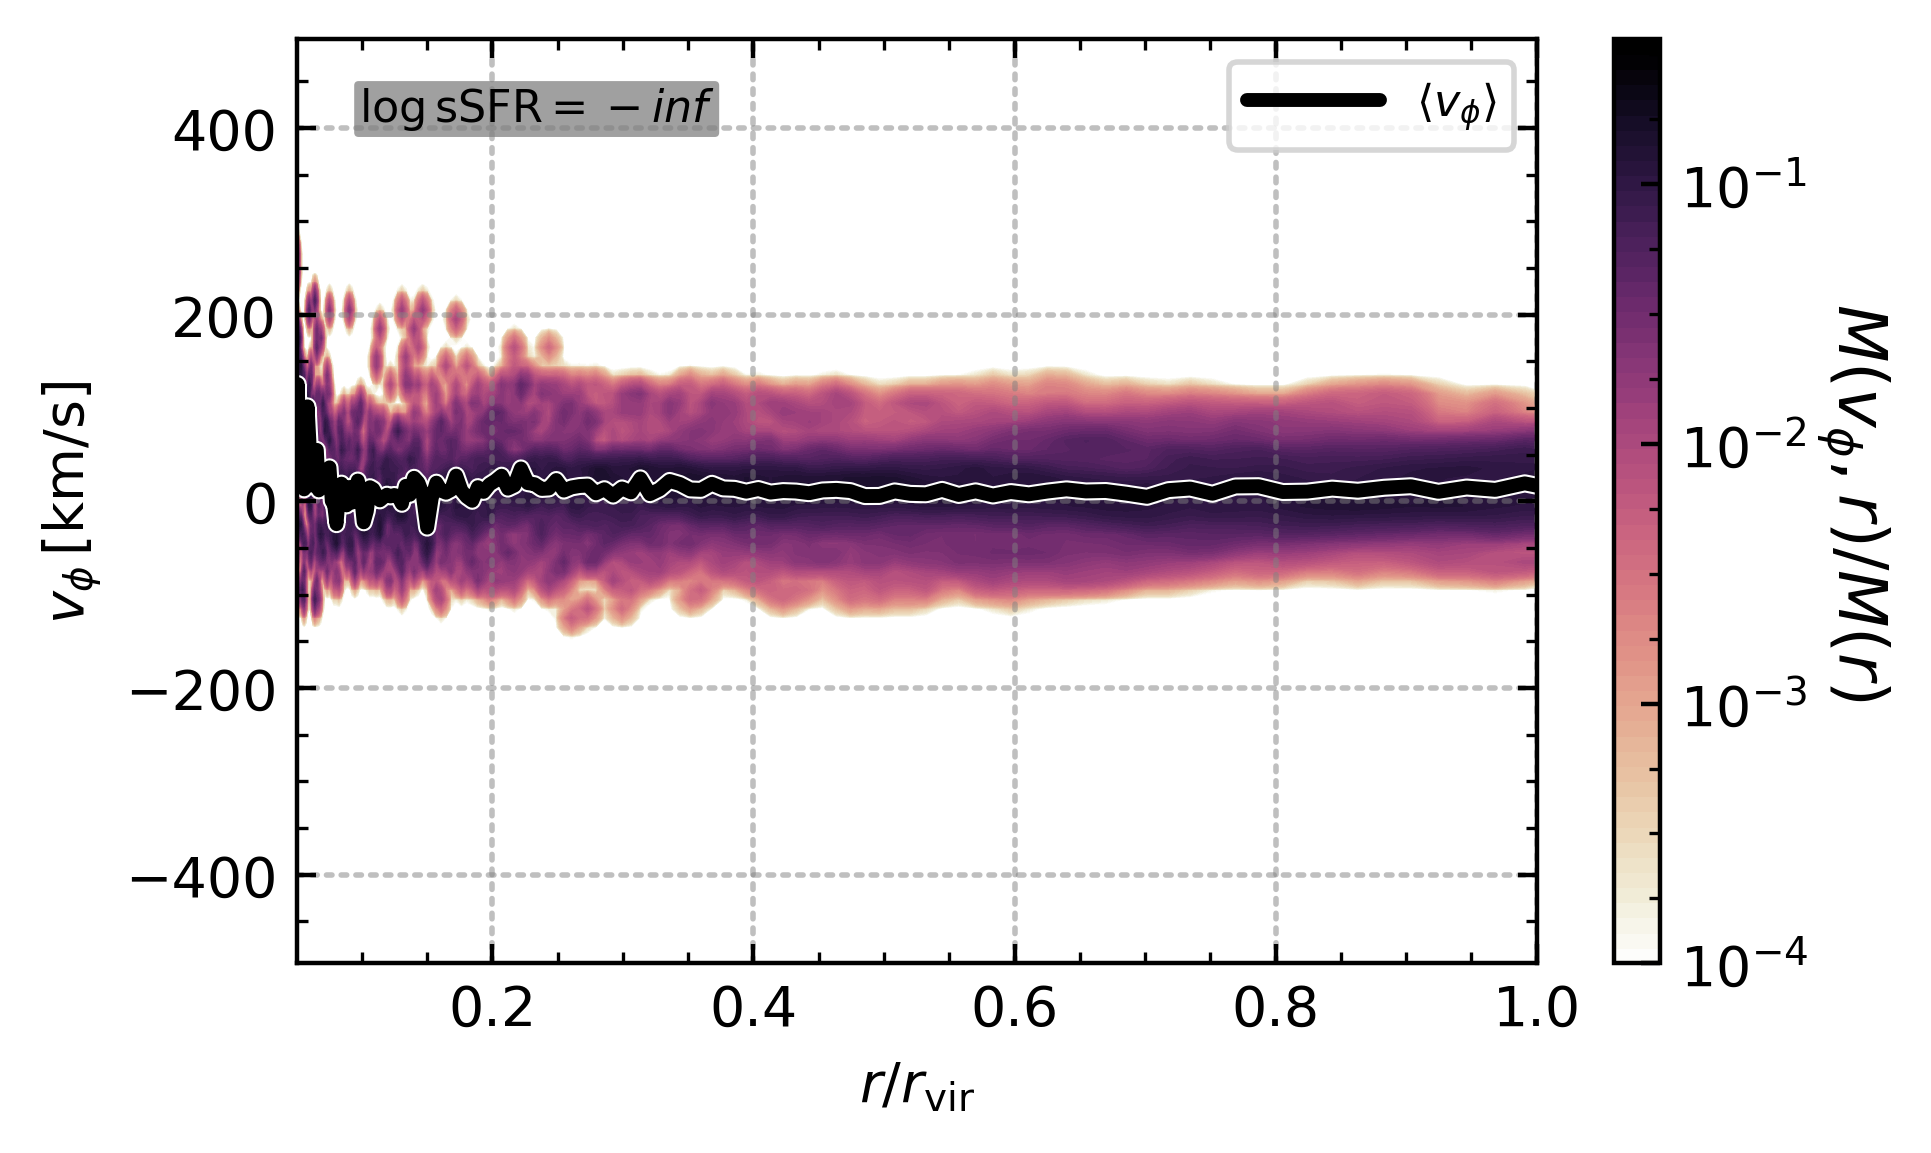 log sSFR = −inf
⟨v_ϕ⟩
400
200
0
−200
−400
v_ϕ [km/s]
0.2 0.4 0.6 0.8 1.0
r/r_vir
10⁻¹
10⁻²
10⁻³
10⁻⁴
M(v_ϕ, r)/M(r)